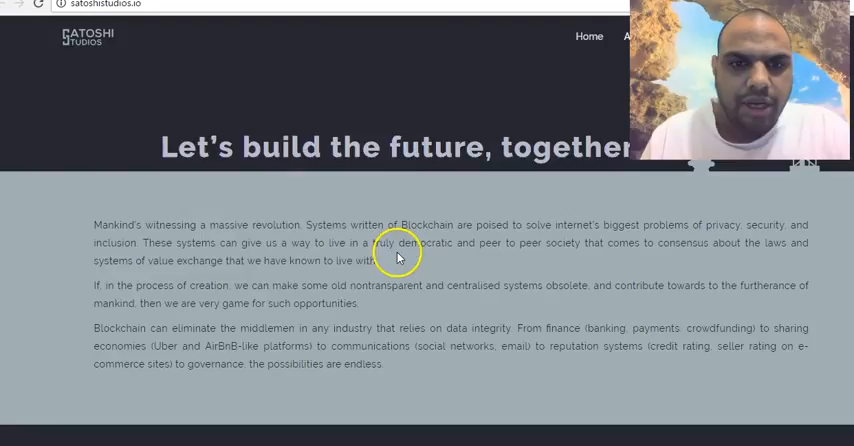 satoshistudios.io
SATOSHI
STUDIOS
Home
Let's build the future, together
Mankind's witnessing a massive revolution. Systems written of Blockchain are poised to solve internet's biggest problems of privacy, security, and
inclusion. These systems can give us a way to live in a truly democratic and peer to peer society that comes to consensus about the laws and
systems of value exchange that we have known to live with
If, in the process of creation, we can make some old nontransparent and centralised systems obsolete, and contribute towards to the furtherance of
mankind, then we are very game for such opportunities.
Blockchain can eliminate the middlemen in any industry that relies on data integrity. From finance (banking, payments, crowdfunding) to sharing
economies (Uber and AirBnB-like platforms) to communications (social networks, email) to reputation systems (credit rating, seller rating on e-
commerce sites) to governance, the possibilities are endless.